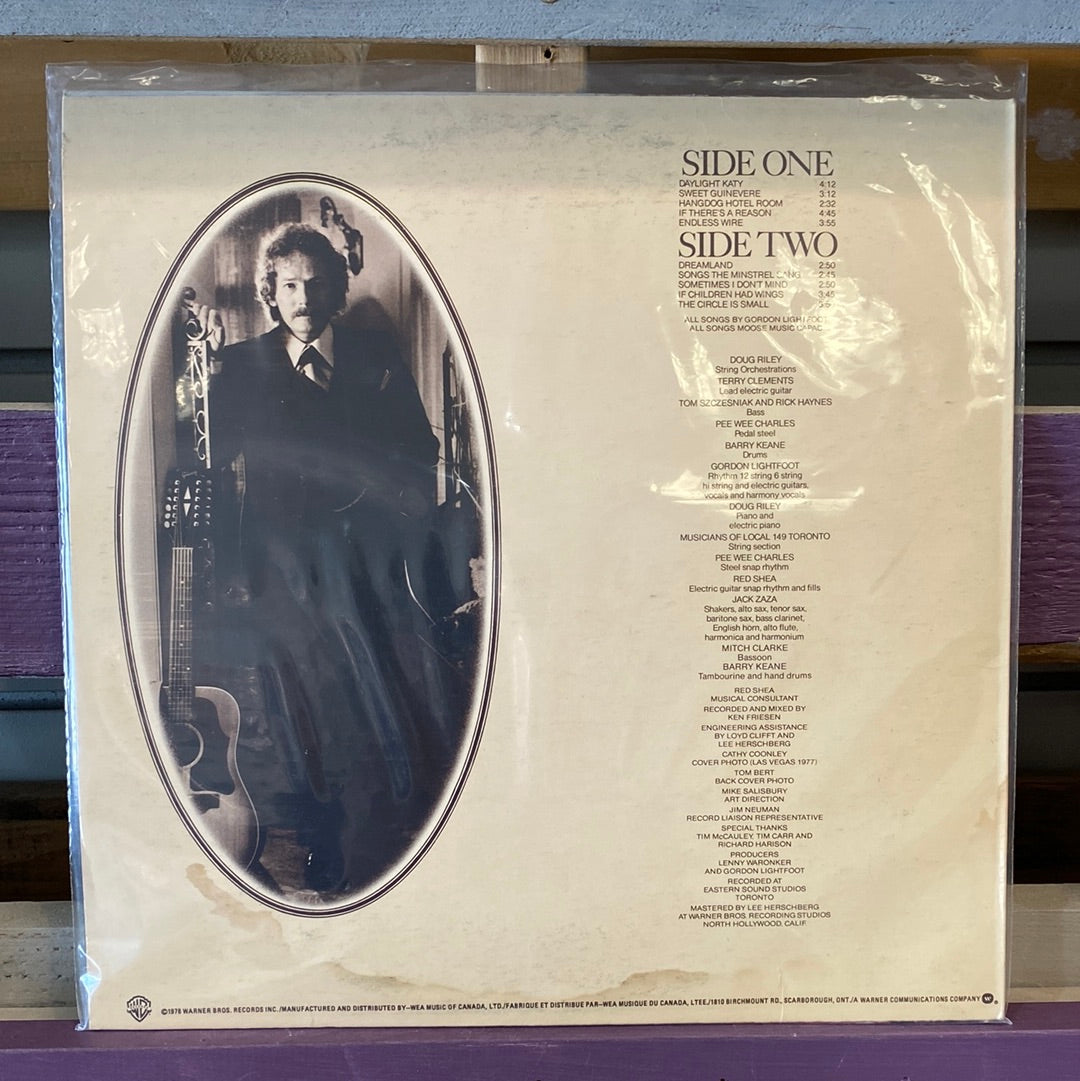 SIDE ONE
DAYLIGHT KATY 4:12
SWEET GUINEVERE 3:12
HANGDOG HOTEL ROOM 2:32
IF THERE'S A REASON 4:45
ENDLESS WIRE 3:55
SIDE TWO
DREAMLAND 2:50
SONGS THE MINSTREL SANG 2:45
SOMETIMES I DON'T MIND 2:50
IF CHILDREN HAD WINGS 3:45
THE CIRCLE IS SMALL
ALL SONGS BY GORDON LIGHTFOOT
ALL SONGS MOOSE MUSIC CAPAC
DOUG RILEY
String Orchestrations
TERRY CLEMENTS
Lead electric guitar
TOM SZCZESNIAK AND RICK HAYNES
Bass
PEE WEE CHARLES
Pedal steel
BARRY KEANE
Drums
GORDON LIGHTFOOT
Rhythm 12 string 6 string
hi string and electric guitars,
vocals and harmony vocals
DOUG RILEY
Piano and
electric piano
MUSICIANS OF LOCAL 149 TORONTO
String section
PEE WEE CHARLES
Steel snap rhythm
RED SHEA
Electric guitar snap rhythm and fills
JACK ZAZA
Shakers, alto sax, tenor sax,
baritone sax, bass clarinet,
English horn, alto flute,
harmonica and harmonium
MITCH CLARKE
Bassoon
BARRY KEANE
Tambourine and hand drums
RED SHEA
MUSICAL CONSULTANT
RECORDED AND MIXED BY
KEN FRIESEN
ENGINEERING ASSISTANCE
BY LOYD CLIFFT AND
LEE HERSCHBERG
CATHY COONLEY
COVER PHOTO (LAS VEGAS 1977)
TOM BERT
BACK COVER PHOTO
MIKE SALISBURY
ART DIRECTION
JIM NEUMAN
RECORD LIAISON REPRESENTATIVE
SPECIAL THANKS
TIM McCAULEY, TIM CARR AND
RICHARD HARISON
PRODUCERS
LENNY WARONKER
AND GORDON LIGHTFOOT
RECORDED AT
EASTERN SOUND STUDIOS
TORONTO
MASTERED BY LEE HERSCHBERG
AT WARNER BROS. RECORDING STUDIOS
NORTH HOLLYWOOD, CALIF
©1978 WARNER BROS. RECORDS INC./MANUFACTURED AND DISTRIBUTED BY—WEA MUSIC OF CANADA, LTD./FABRIQUE ET DISTRIBUE PAR—WEA MUSIQUE DU CANADA, LTEE/1810 BIRCHMOUNT RD., SCARBOROUGH, ONT./A WARNER COMMUNICATIONS COMPANY